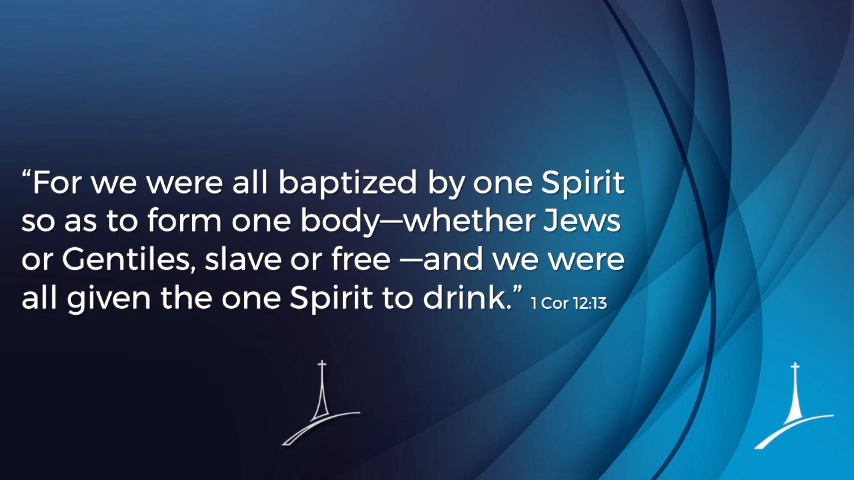 “For we were all baptized by one Spirit
so as to form one body—whether Jews
or Gentiles, slave or free —and we were
all given the one Spirit to drink.” 1 Cor 12:13